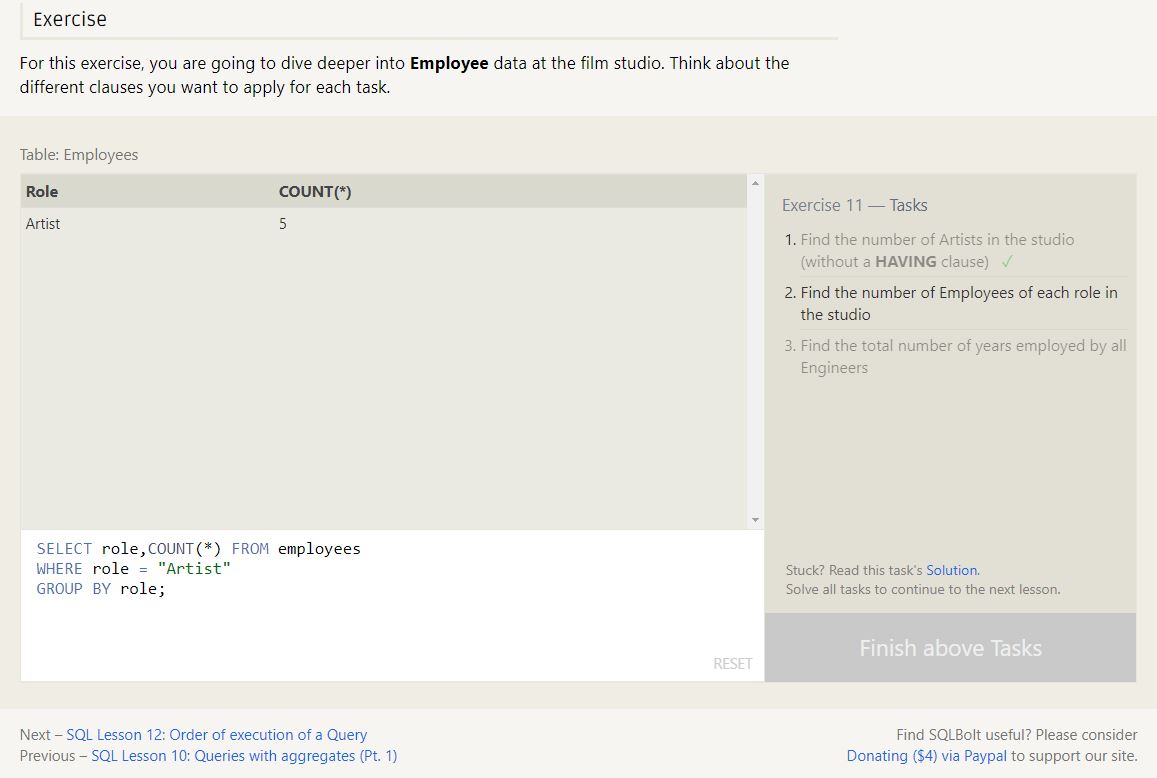 Exercise
For this exercise, you are going to dive deeper into Employee data at the film studio. Think about the
different clauses you want to apply for each task.
Table: Employees
Role COUNT(*)
Artist 5
SELECT role,COUNT(*) FROM employees
WHERE role = "Artist"
GROUP BY role;
RESET
Exercise 11 — Tasks
1. Find the number of Artists in the studio
(without a HAVING clause) ✓
2. Find the number of Employees of each role in
the studio
3. Find the total number of years employed by all
Engineers
Stuck? Read this task's Solution.
Solve all tasks to continue to the next lesson.
Finish above Tasks
Next – SQL Lesson 12: Order of execution of a Query
Previous – SQL Lesson 10: Queries with aggregates (Pt. 1)
Find SQLBolt useful? Please consider
Donating ($4) via Paypal to support our site.